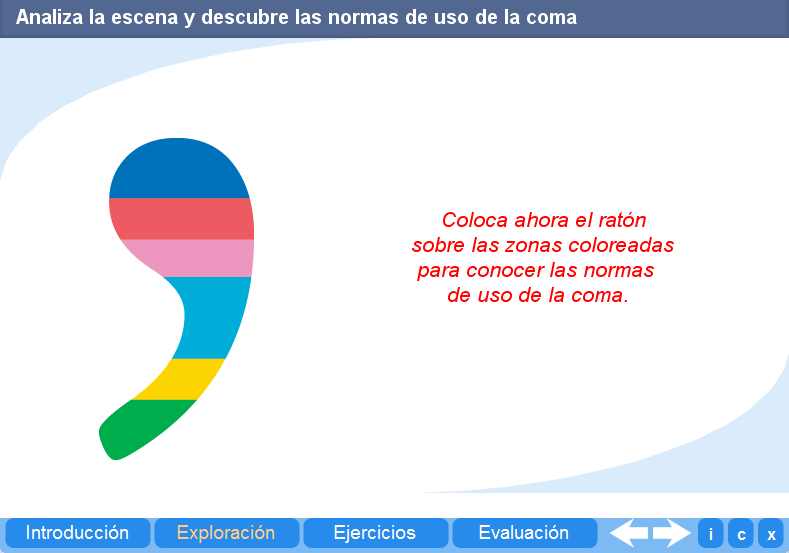 Analiza la escena y descubre las normas de uso de la coma
Coloca ahora el ratón
sobre las zonas coloreadas
para conocer las normas
de uso de la coma.
Introducción Exploración Ejercicios Evaluación i c x